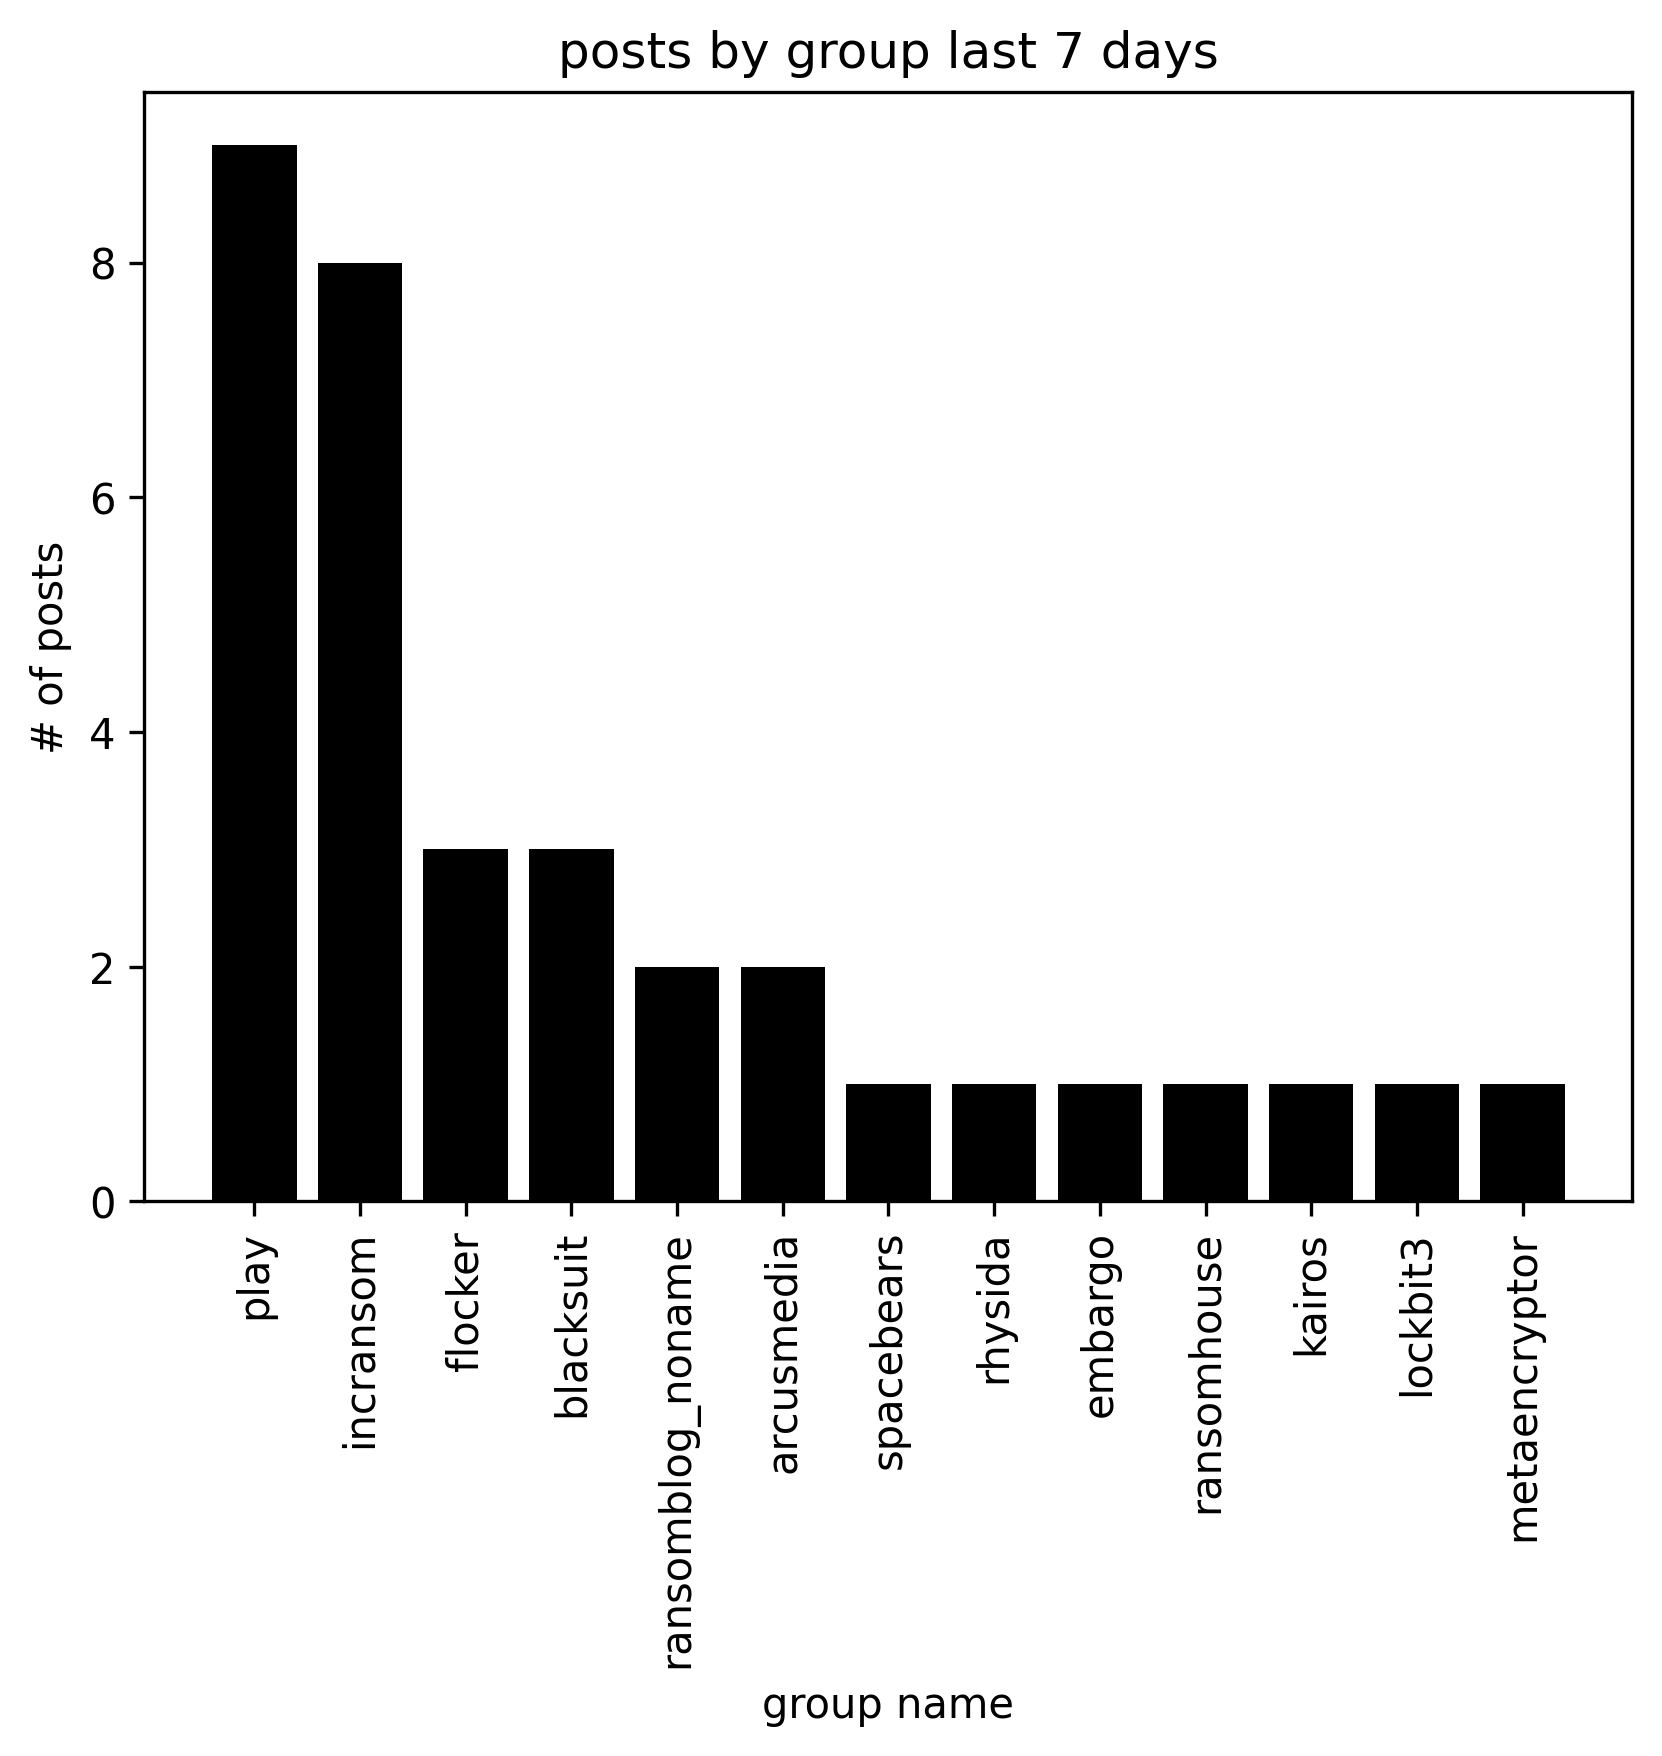 posts by group last 7 days
# of posts
8
6
4
2
0
play
incransom
flocker
blacksuit
ransomblog_noname
arcusmedia
spacebears
rhysida
embargo
ransomhouse
kairos
lockbit3
metaencryptor
group name